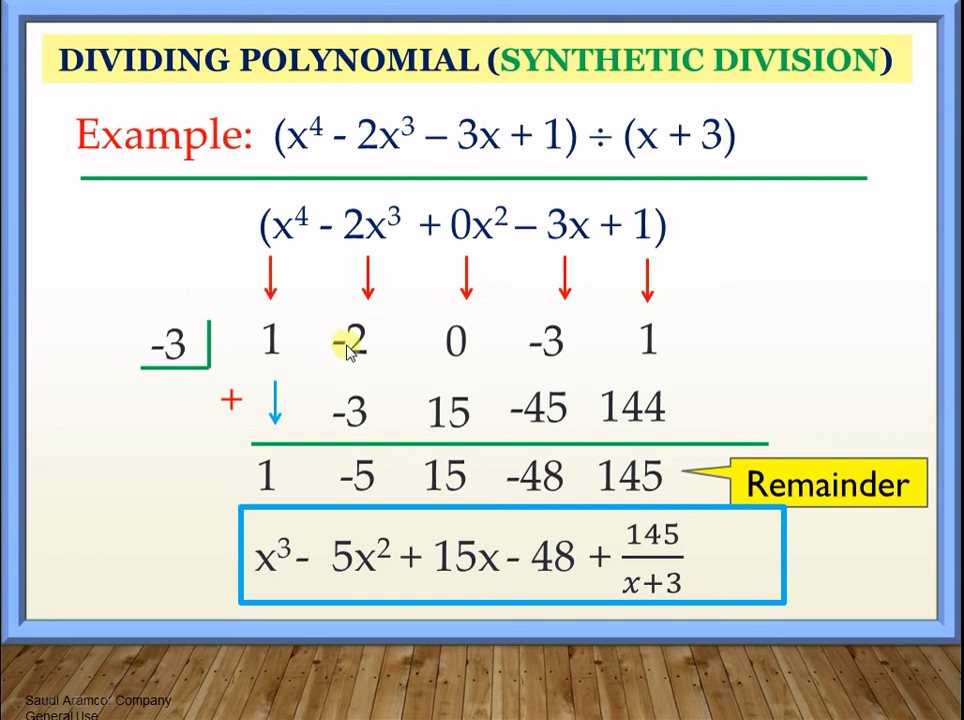 DIVIDING POLYNOMIAL (SYNTHETIC DIVISION)
Example: (x⁴ - 2x³ – 3x + 1) ÷ (x + 3)
(x⁴ - 2x³ + 0x² – 3x + 1)
-3 1 -2 0 -3 1
+ -3 15 -45 144
1 -5 15 -48 145
Remainder
x³ - 5x² + 15x - 48 + 145/x+3
Saudi Aramco: Company
General Use